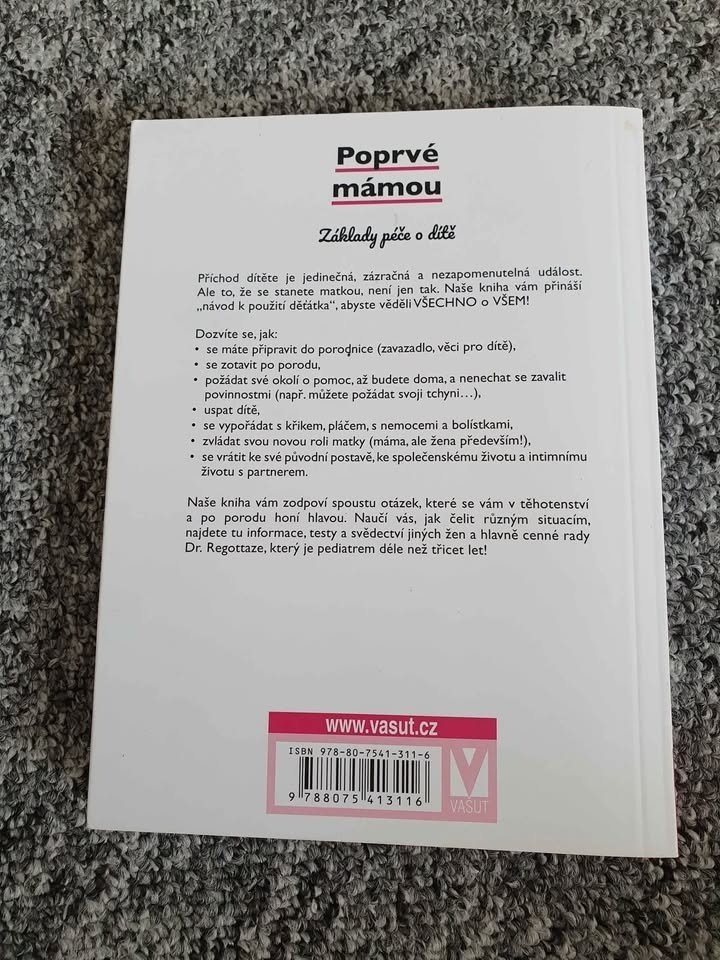 Poprvé
mámou
Základy péče o dítě
Příchod dítěte je jedinečná, zázračná a nezapomenutelná událost.
Ale to, že se stanete matkou, není jen tak. Naše kniha vám přináší
„návod k použití děťátka“, abyste věděli VŠECHNO o VŠEM!
Dozvíte se, jak:
• se máte připravit do porodnice (zavazadlo, věci pro dítě),
• se zotavit po porodu,
• požádat své okolí o pomoc, až budete doma, a nenechat se zavalit
povinnostmi (např. můžete požádat svoji tchyni…),
• uspat dítě,
• se vypořádat s křikem, pláčem, s nemocemi a bolístkami,
• zvládat svou novou roli matky (máma, ale žena především!),
• se vrátit ke své původní postavě, ke společenskému životu a intimnímu
životu s partnerem.
Naše kniha vám zodpoví spoustu otázek, které se vám v těhotenství
a po porodu honí hlavou. Naučí vás, jak čelit různým situacím,
najdete tu informace, testy a svědectví jiných žen a hlavně cenné rady
Dr. Regottaze, který je pediatrem déle než třicet let!
www.vasut.cz
ISBN 978-80-7541-311-6
9 788075 413116
VAŠUT